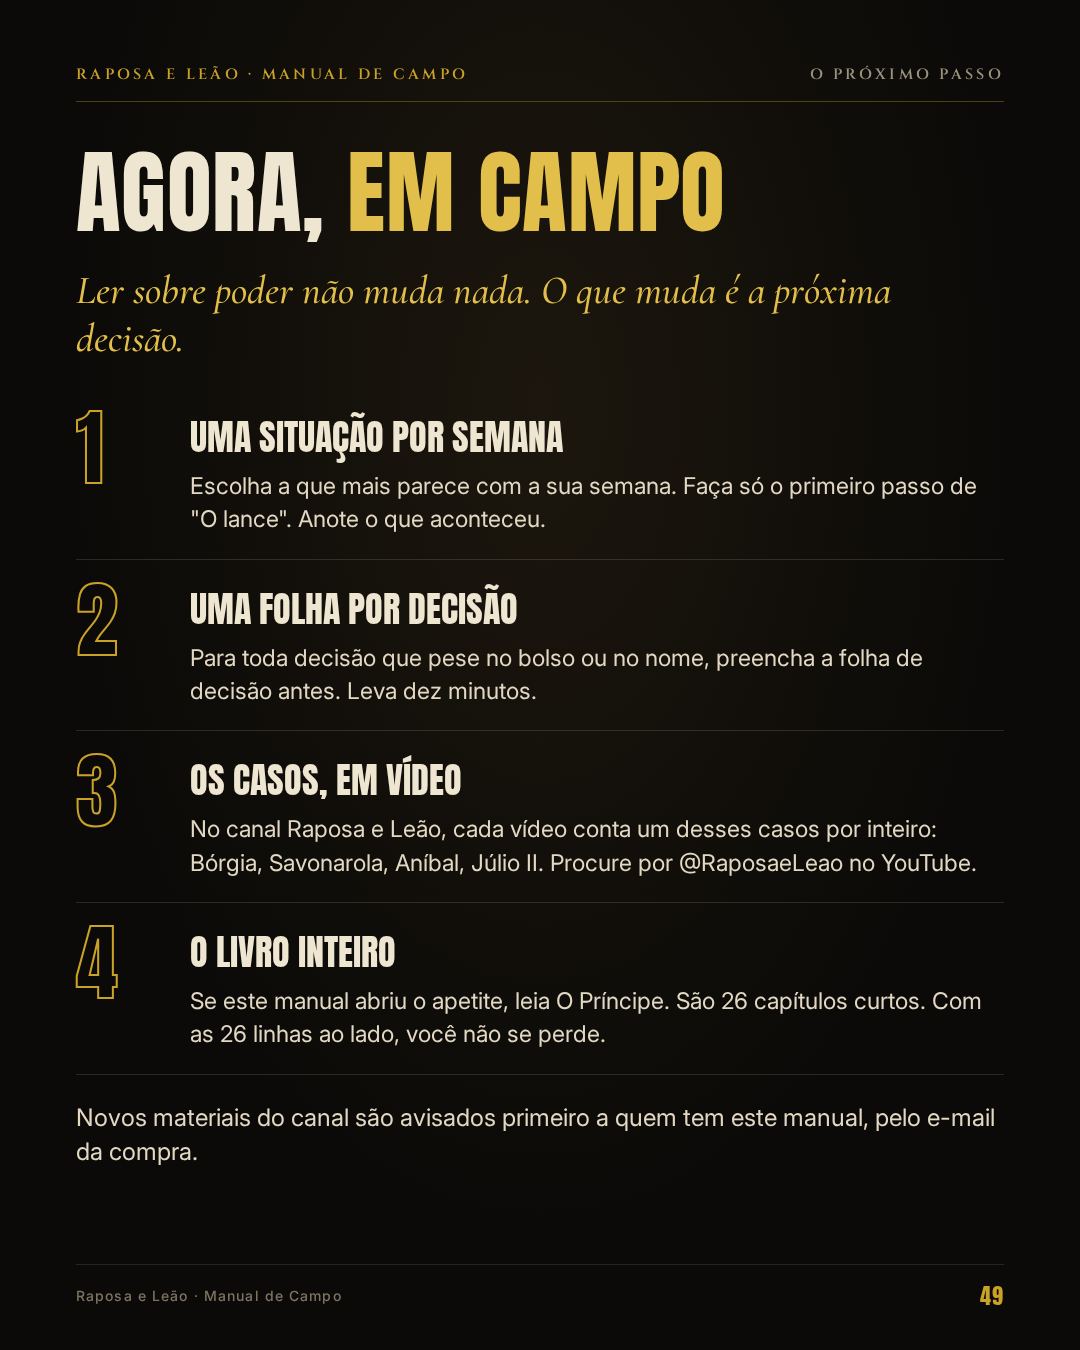 RAPOSA E LEÃO · MANUAL DE CAMPO
O PRÓXIMO PASSO
AGORA, EM CAMPO
Ler sobre poder não muda nada. O que muda é a próxima
decisão.
1
UMA SITUAÇÃO POR SEMANA
Escolha a que mais parece com a sua semana. Faça só o primeiro passo de
"O lance". Anote o que aconteceu.
2
UMA FOLHA POR DECISÃO
Para toda decisão que pese no bolso ou no nome, preencha a folha de
decisão antes. Leva dez minutos.
3
OS CASOS, EM VÍDEO
No canal Raposa e Leão, cada vídeo conta um desses casos por inteiro:
Bórgia, Savonarola, Aníbal, Júlio II. Procure por @RaposaeLeao no YouTube.
4
O LIVRO INTEIRO
Se este manual abriu o apetite, leia O Príncipe. São 26 capítulos curtos. Com
as 26 linhas ao lado, você não se perde.
Novos materiais do canal são avisados primeiro a quem tem este manual, pelo e-mail
da compra.
Raposa e Leão · Manual de Campo
49